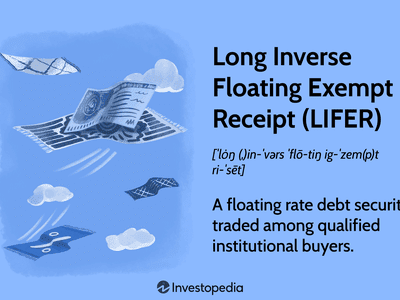 Long Inverse
Floating Exempt
Receipt (LIFER)
[ˈlȯŋ (ˌ)in-ˈvərs ˈflō-tiŋ ig-ˈzem(p)t
ri-ˈsēt]
A floating rate debt securit
traded among qualified
institutional buyers.
Investopedia